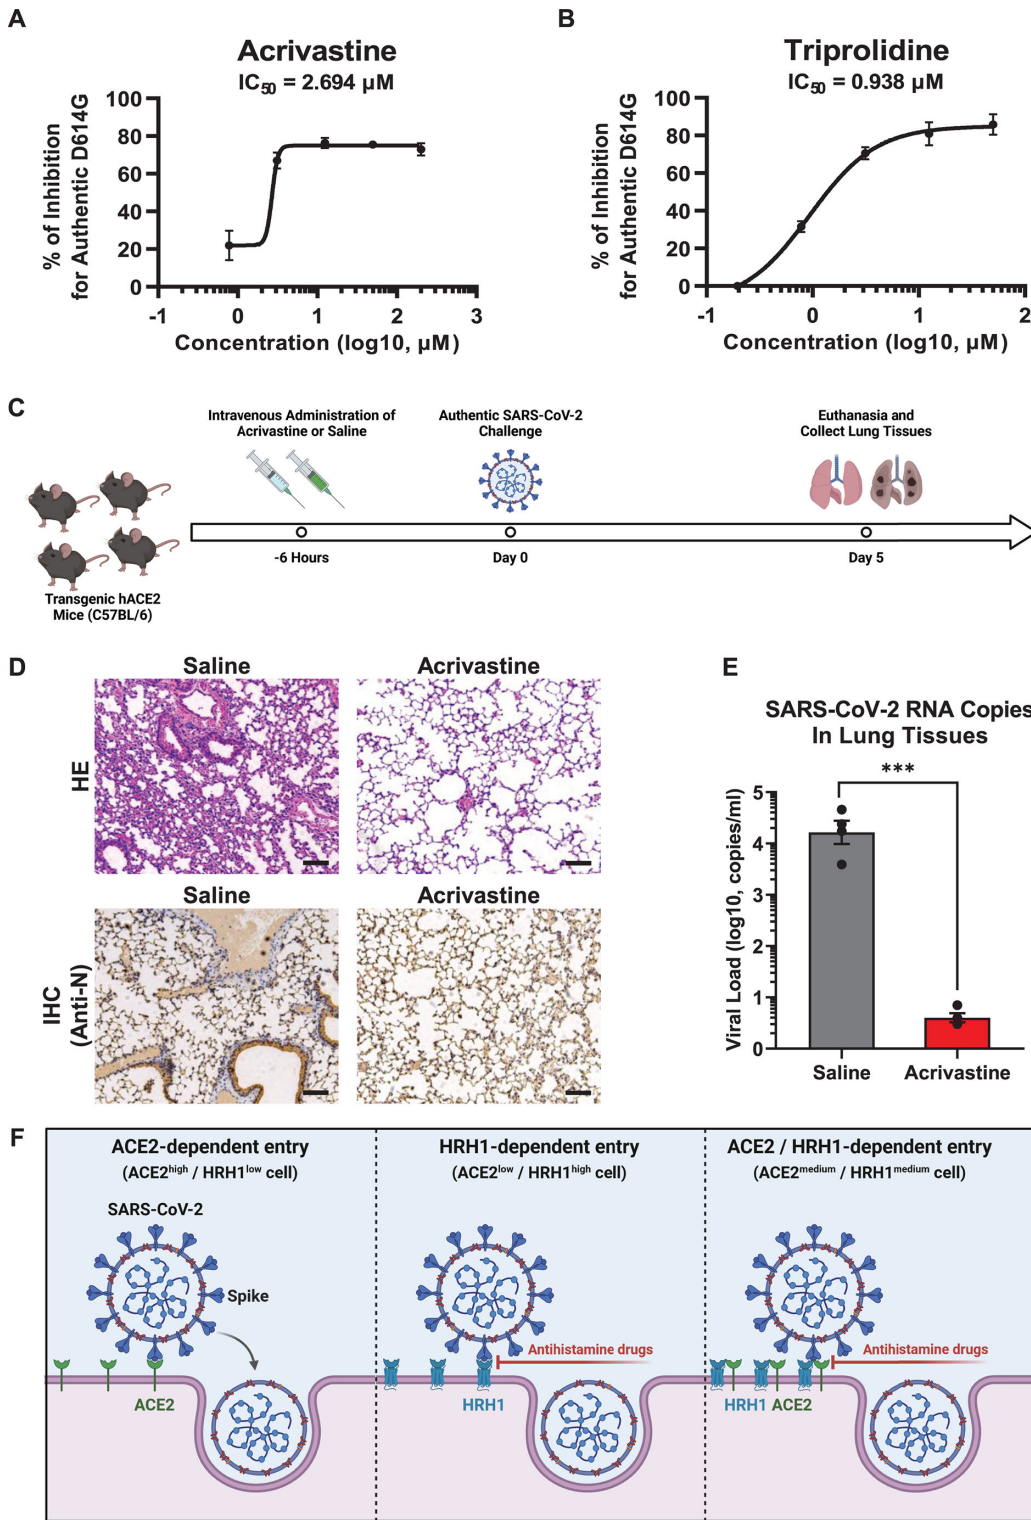 A
Acrivastine
IC50 = 2.694 μM
% of Inhibition
for Authentic D614G
100
80
60
40
20
0
-1
0
1
2
3
Concentration (log10, μM)
B
Triprolidine
IC50 = 0.938 μM
% of Inhibition
for Authentic D614G
100
80
60
40
20
0
-1
0
1
2
Concentration (log10, μM)
C
Intravenous Administration of
Acrivastine or Saline
Authentic SARS-CoV-2
Challenge
Euthanasia and
Collect Lung Tissues
-6 Hours
Day 0
Day 5
Transgenic hACE2
Mice (C57BL/6)
D
Saline
Acrivastine
HE
Saline
Acrivastine
IHC
(Anti-N)
E
SARS-CoV-2 RNA Copies
In Lung Tissues
***
Viral Load (log10, copies/ml)
5
4
3
2
1
0
Saline
Acrivastine
F
ACE2-dependent entry
(ACE2high / HRH1low cell)
SARS-CoV-2
Spike
ACE2
HRH1-dependent entry
(ACE2low / HRH1high cell)
Antihistamine drugs
HRH1
ACE2 / HRH1-dependent entry
(ACE2medium / HRH1medium cell)
Antihistamine drugs
HRH1 ACE2